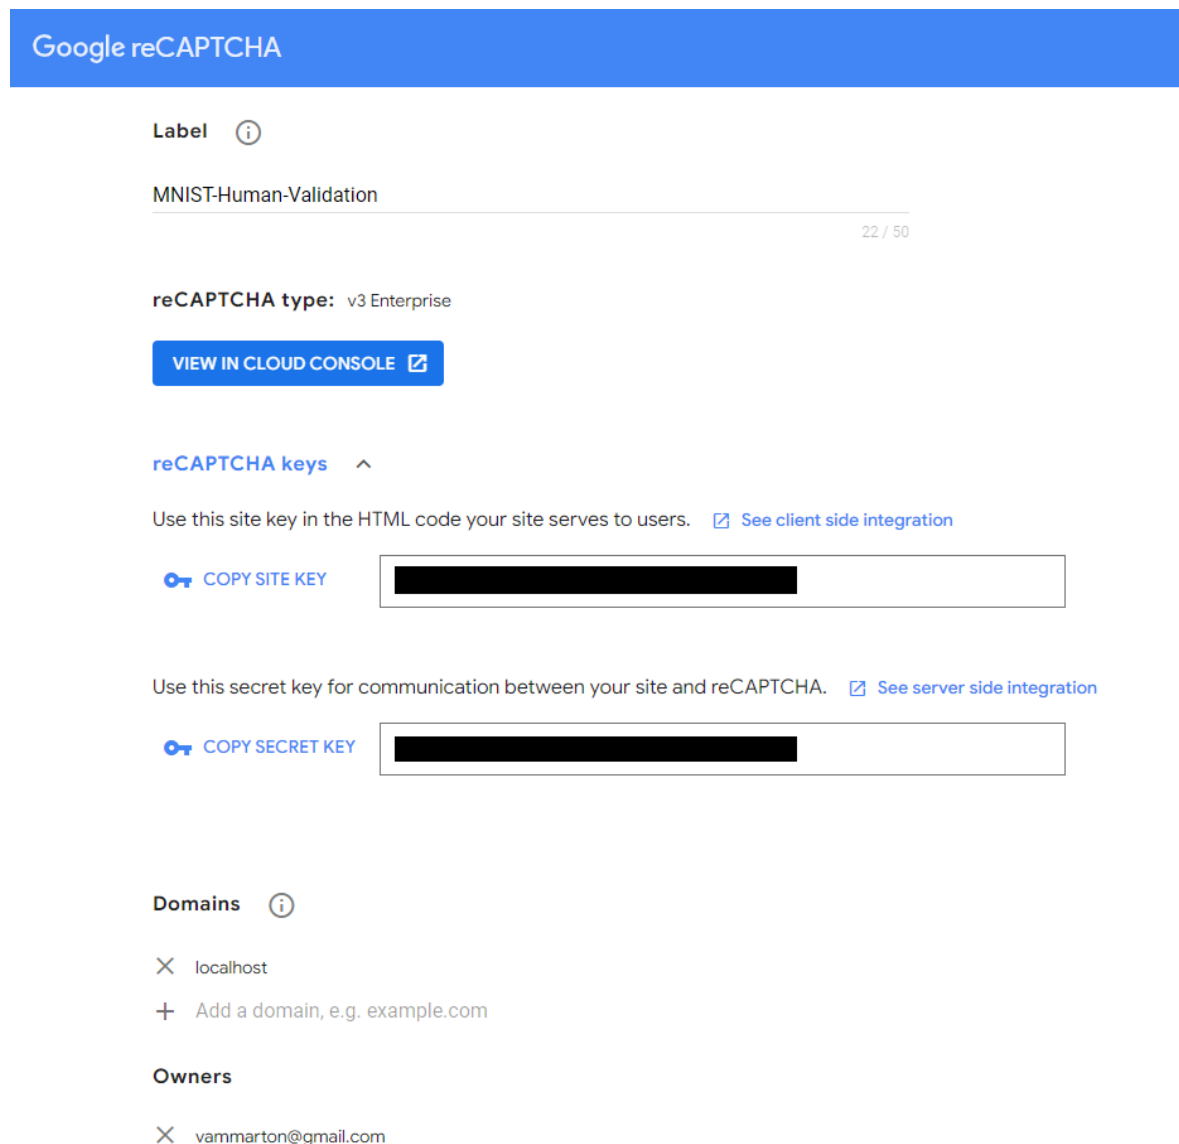 Google reCAPTCHA
Label
MNIST-Human-Validation
22 / 50
reCAPTCHA type: v3 Enterprise
VIEW IN CLOUD CONSOLE
reCAPTCHA keys
Use this site key in the HTML code your site serves to users. See client side integration
COPY SITE KEY
Use this secret key for communication between your site and reCAPTCHA. See server side integration
COPY SECRET KEY
Domains
localhost
Add a domain, e.g. example.com
Owners
vammarton@gmail.com